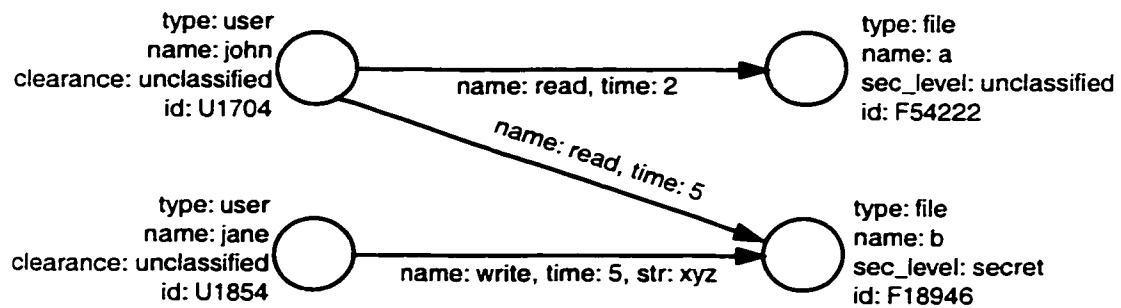 type: user
name: john
clearance: unclassified
id: U1704
name: read, time: 2
type: file
name: a
sec_level: unclassified
id: F54222
name: read, time: 5
type: user
name: jane
clearance: unclassified
id: U1854
name: write, time: 5, str: xyz
type: file
name: b
sec_level: secret
id: F18946